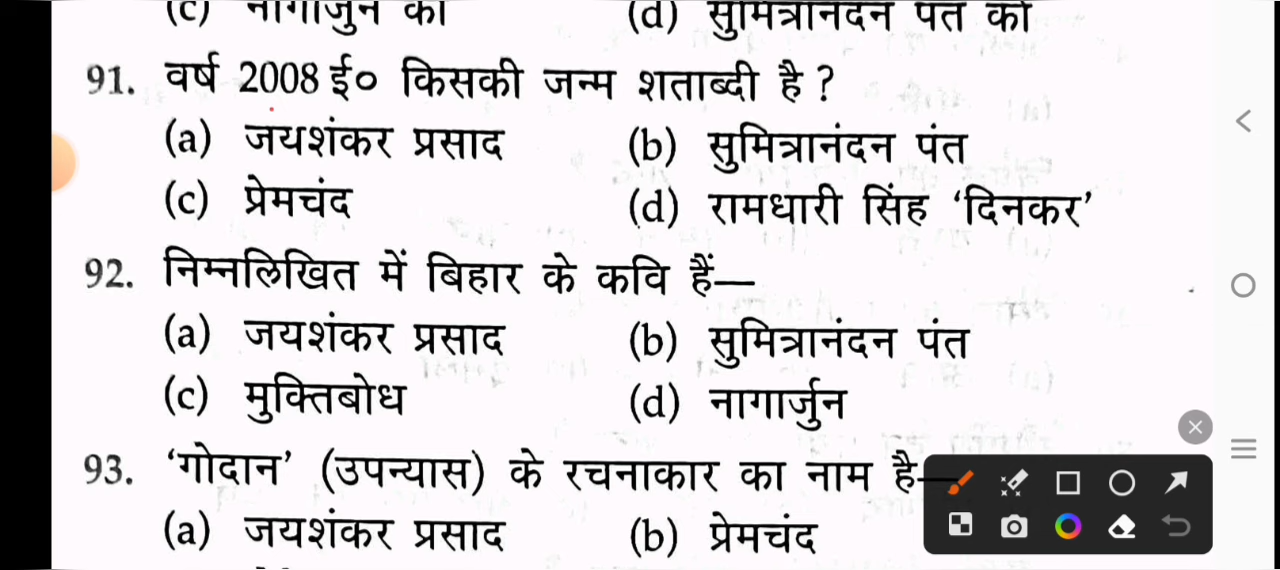 (c) नागार्जुन को (d) सुमित्रानंदन पंत को
91. वर्ष 2008 ई० किसकी जन्म शताब्दी है ?
(a) जयशंकर प्रसाद (b) सुमित्रानंदन पंत
(c) प्रेमचंद (d) रामधारी सिंह ‘दिनकर’
92. निम्नलिखित में बिहार के कवि हैं—
(a) जयशंकर प्रसाद (b) सुमित्रानंदन पंत
(c) मुक्तिबोध (d) नागार्जुन
93. ‘गोदान’ (उपन्यास) के रचनाकार का नाम है—
(a) जयशंकर प्रसाद (b) प्रेमचंद